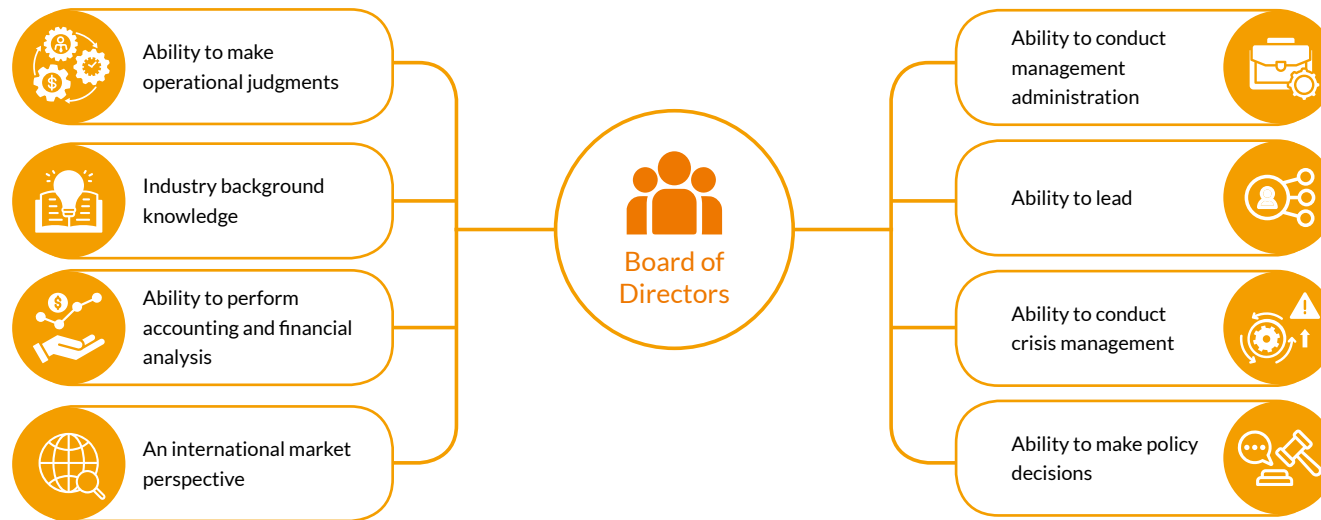 Ability to make
operational judgments
Industry background
knowledge
Ability to perform
accounting and financial
analysis
An international market
perspective
Board of
Directors
Ability to conduct
management
administration
Ability to lead
Ability to conduct
crisis management
Ability to make policy
decisions